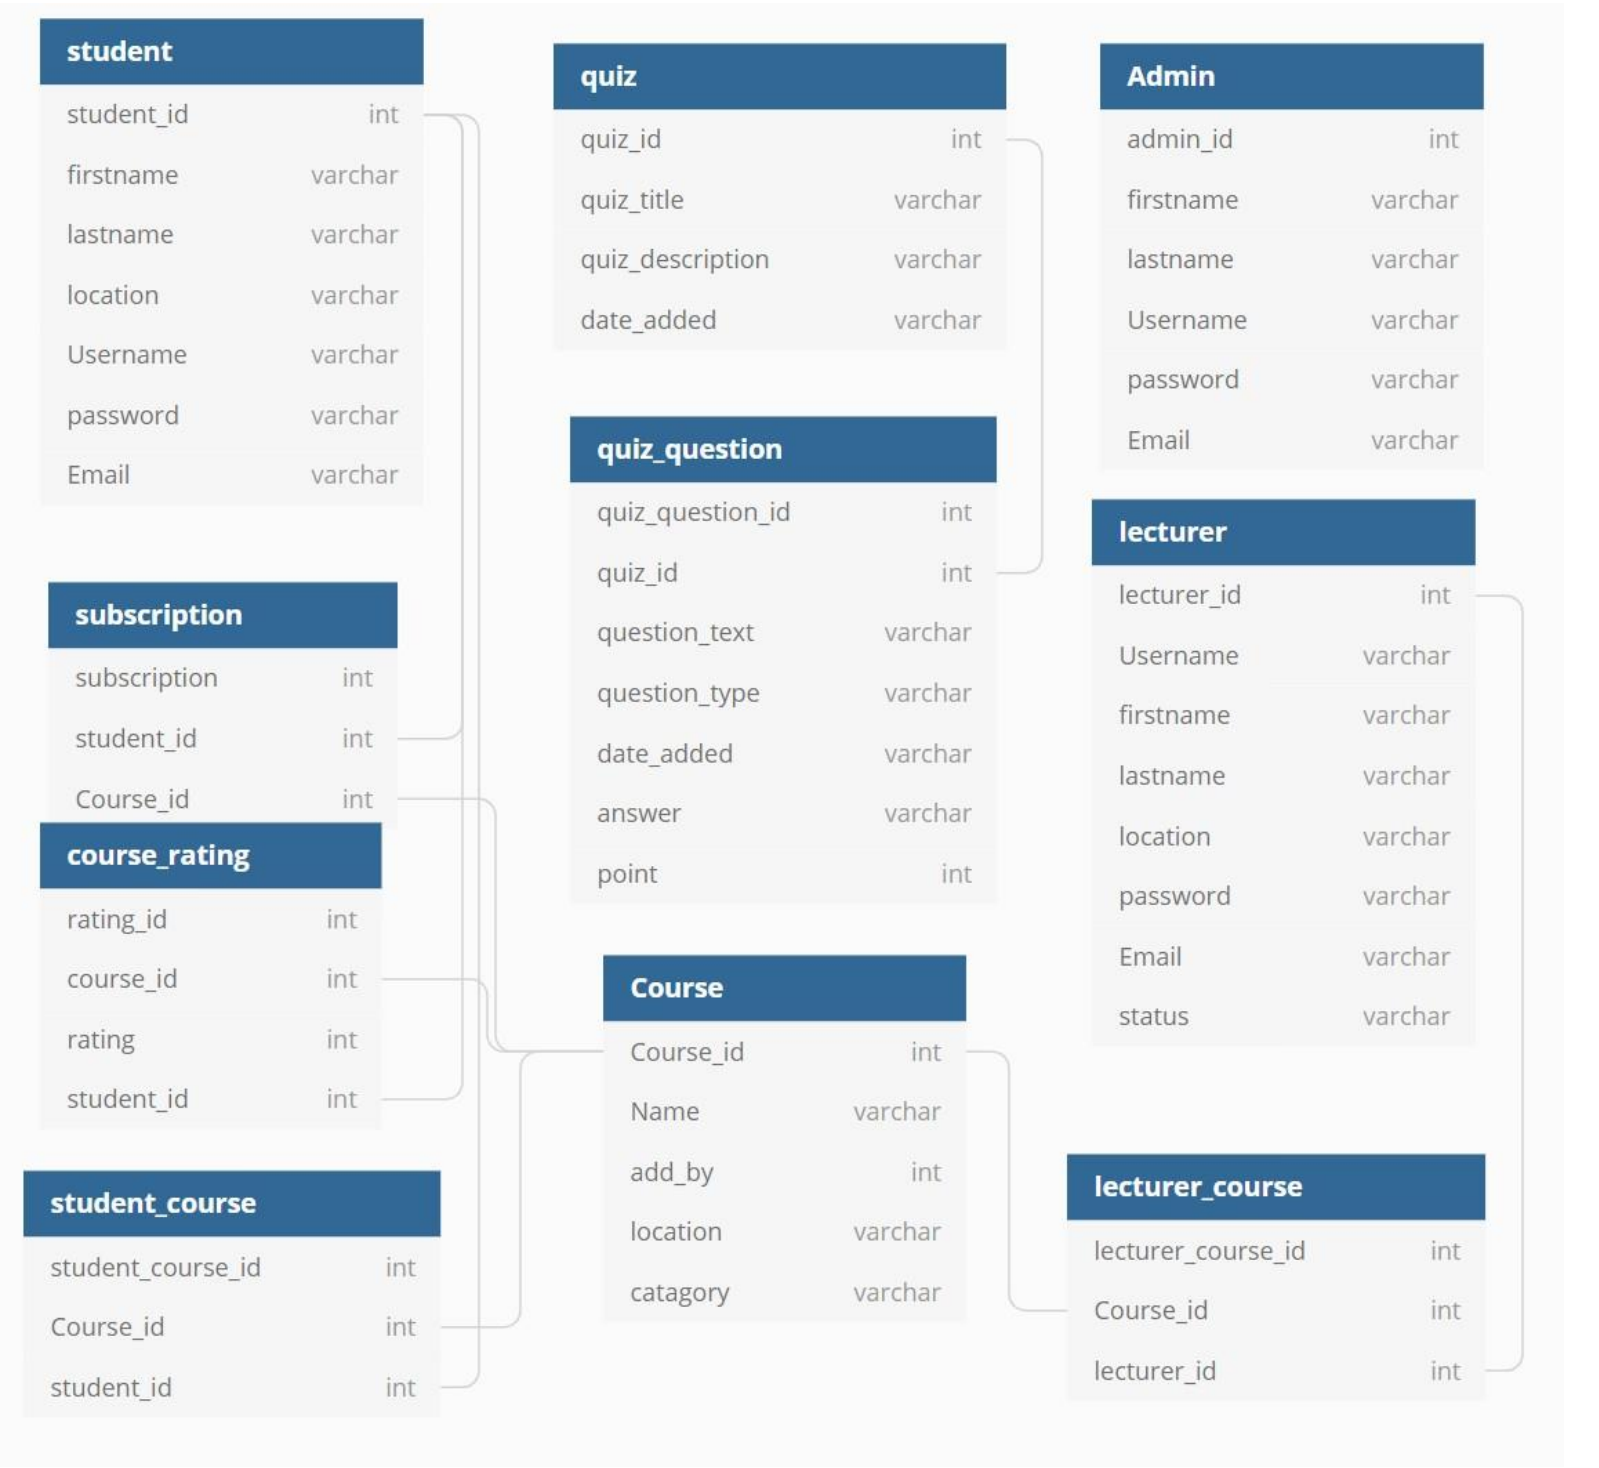 student
student_id int
firstname varchar
lastname varchar
location varchar
Username varchar
password varchar
Email varchar
subscription
subscription int
student_id int
Course_id int
course_rating
rating_id int
course_id int
rating int
student_id int
student_course
student_course_id int
Course_id int
student_id int
quiz
quiz_id int
quiz_title varchar
quiz_description varchar
date_added varchar
quiz_question
quiz_question_id int
quiz_id int
question_text varchar
question_type varchar
date_added varchar
answer varchar
point int
Course
Course_id int
Name varchar
add_by int
location varchar
catagory varchar
Admin
admin_id int
firstname varchar
lastname varchar
Username varchar
password varchar
Email varchar
lecturer
lecturer_id int
Username varchar
firstname varchar
lastname varchar
location varchar
password varchar
Email varchar
status varchar
lecturer_course
lecturer_course_id int
Course_id int
lecturer_id int